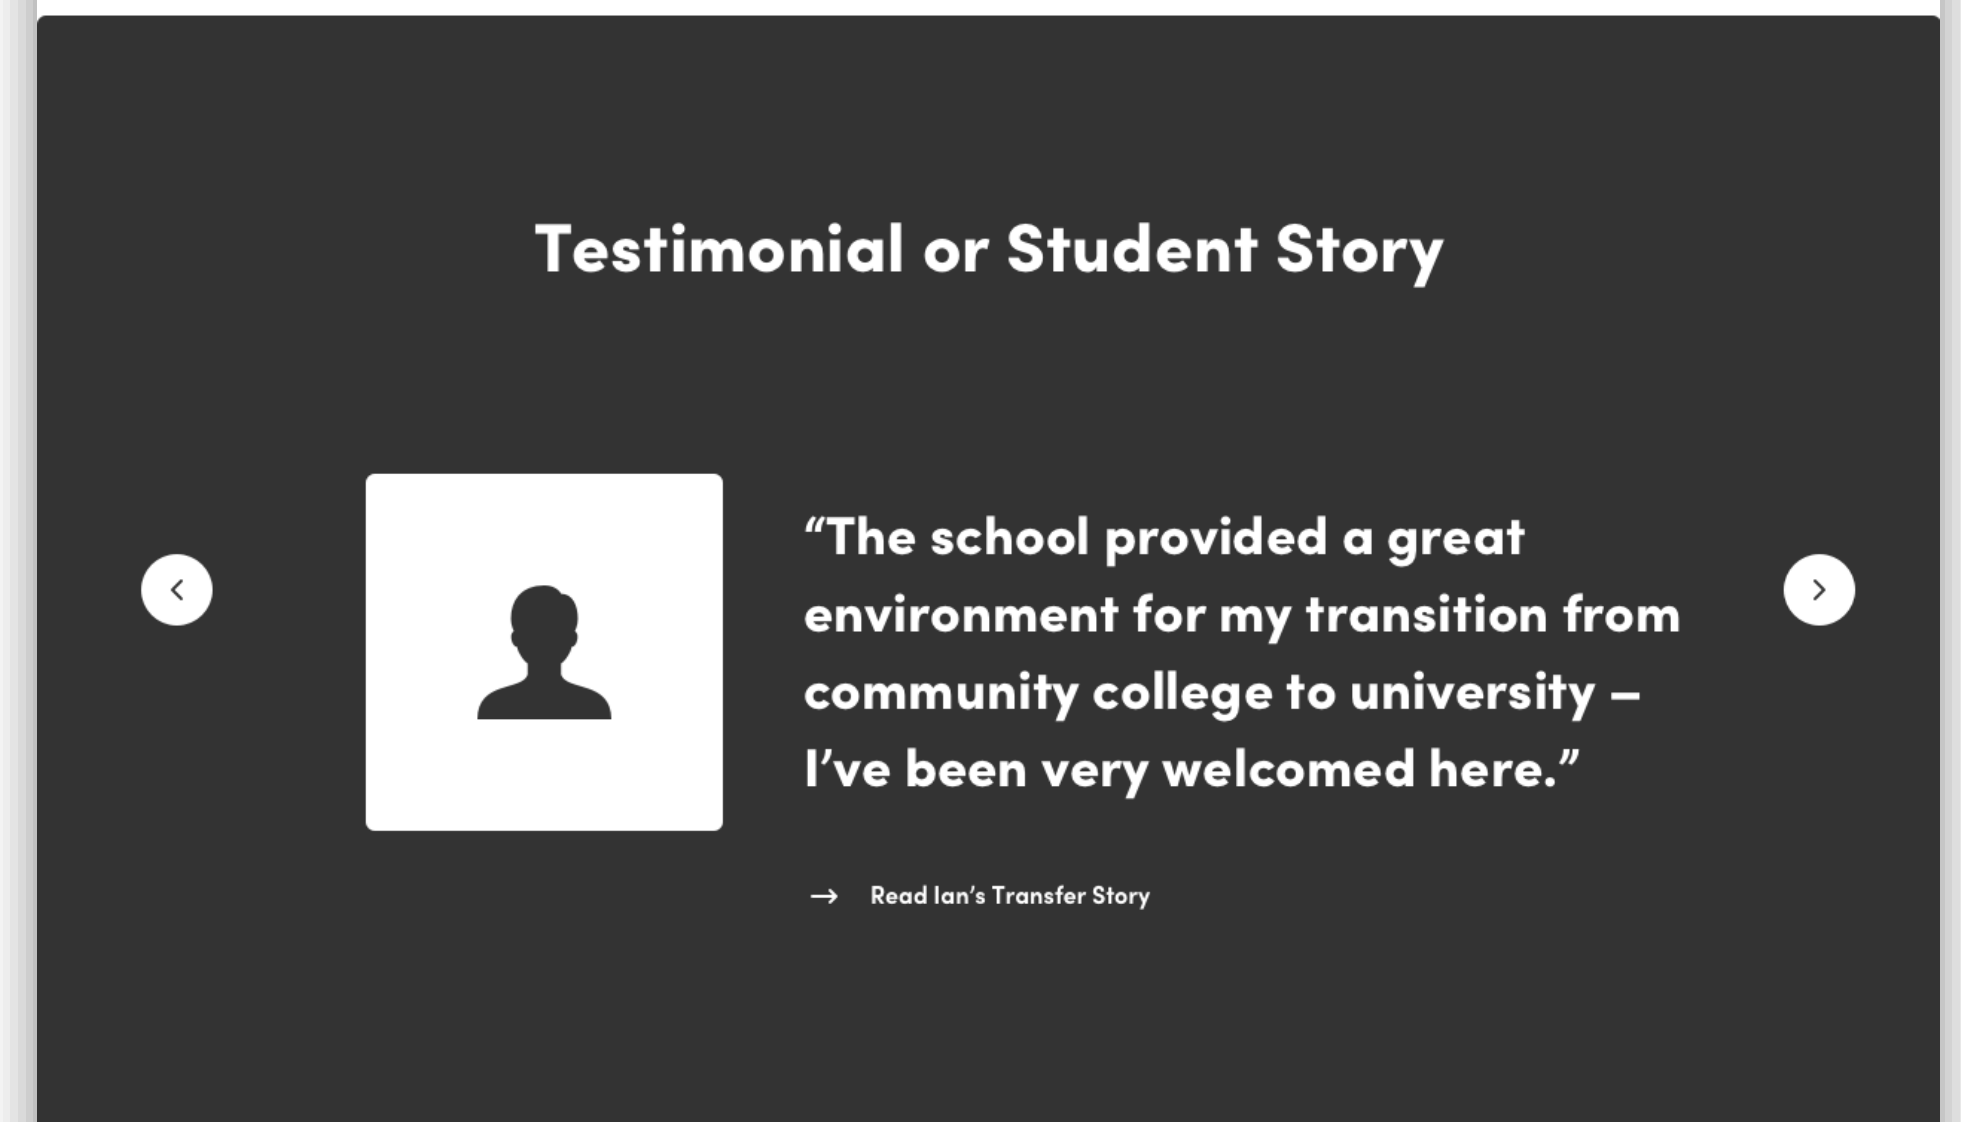 Testimonial or Student Story
“The school provided a great
environment for my transition from
community college to university –
I’ve been very welcomed here.”
→ Read Ian’s Transfer Story